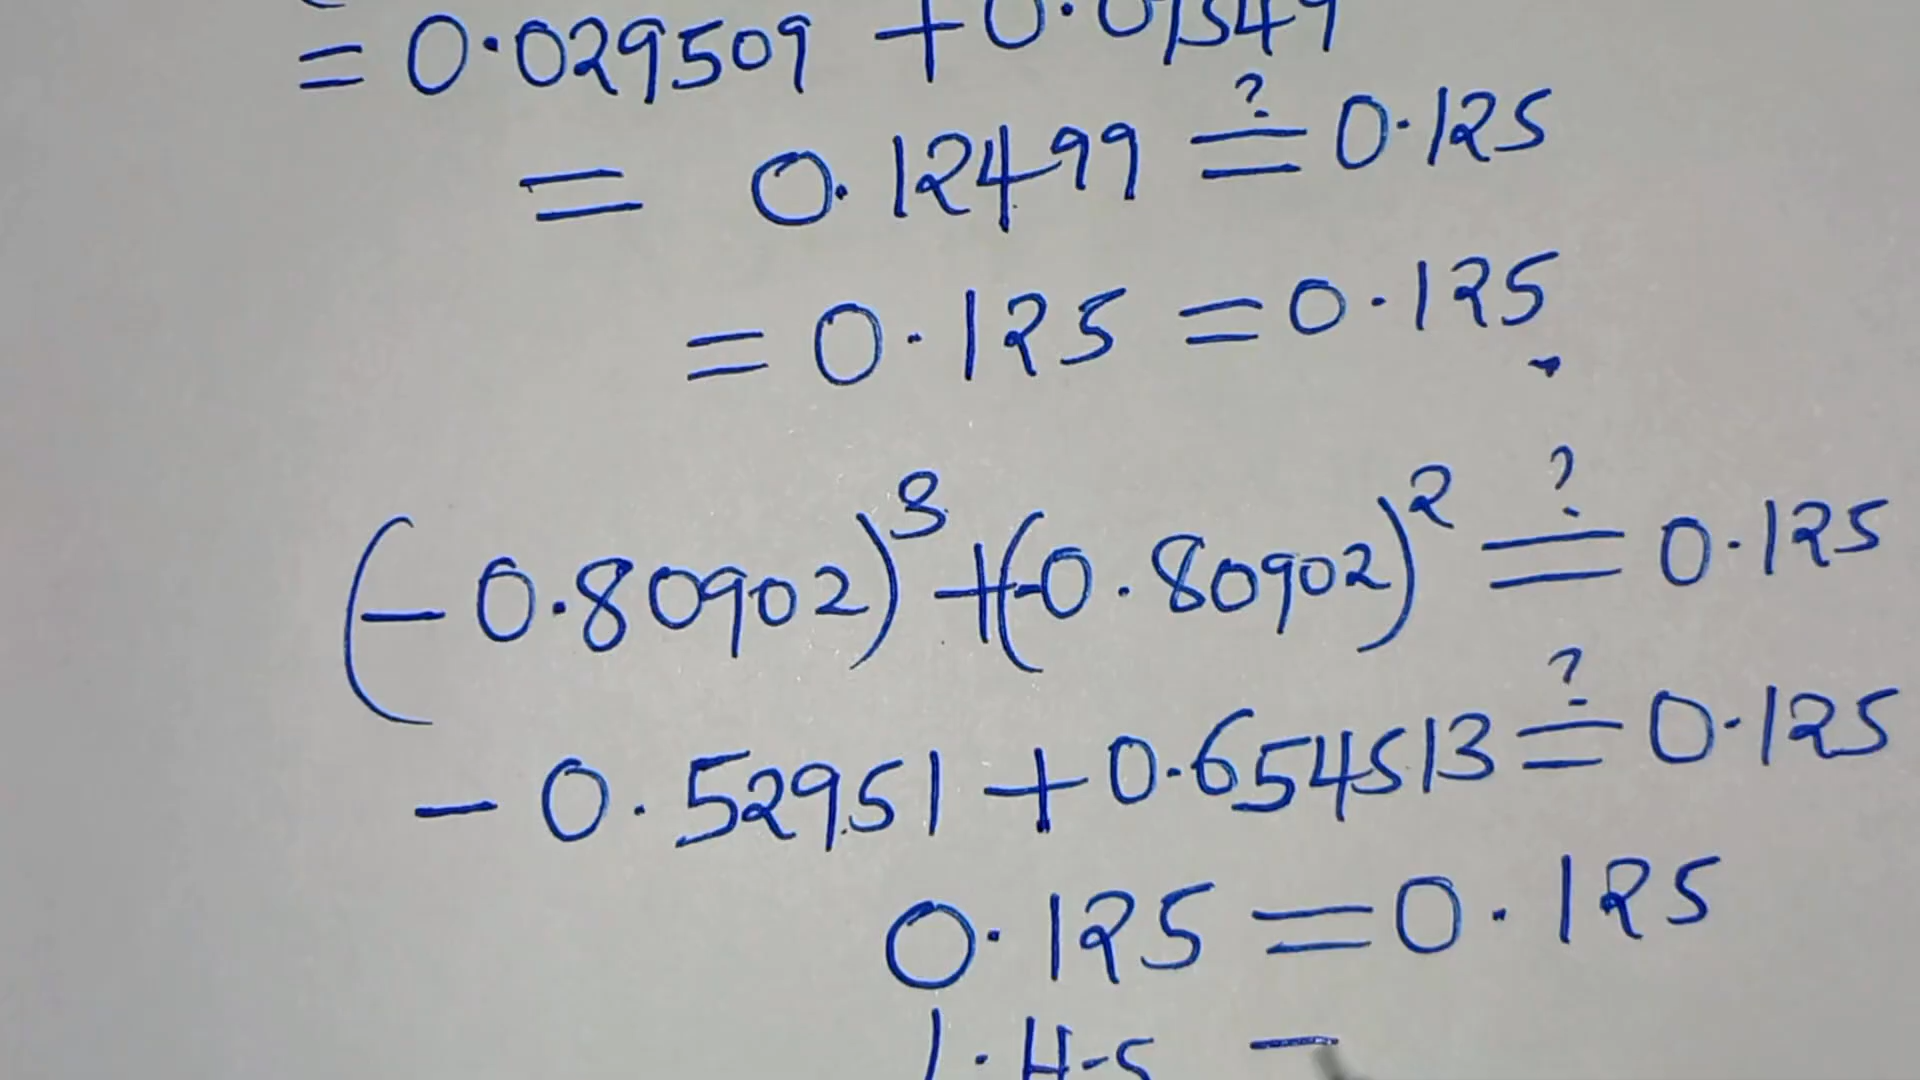 = 0.029509 + 0.09549
= 0.12499 ≟ 0.125
= 0.125 = 0.125
(-0.80902)³ + (-0.80902)² ≟ 0.125
- 0.52951 + 0.654513 ≟ 0.125
0.125 = 0.125
L.H.S =